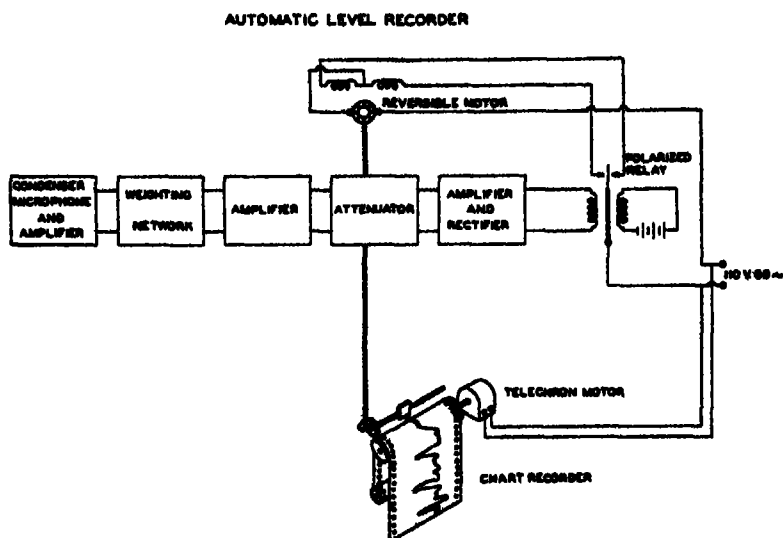 AUTOMATIC LEVEL RECORDER
REVERSIBLE MOTOR
POLARIZED
RELAY
CONDENSER
MICROPHONE
AND
AMPLIFIER
WEIGHTING
NETWORK
AMPLIFIER
ATTENUATOR
AMPLIFIER
AND
RECTIFIER
110 V. 60 ~
TELECHRON MOTOR
CHART RECORDER